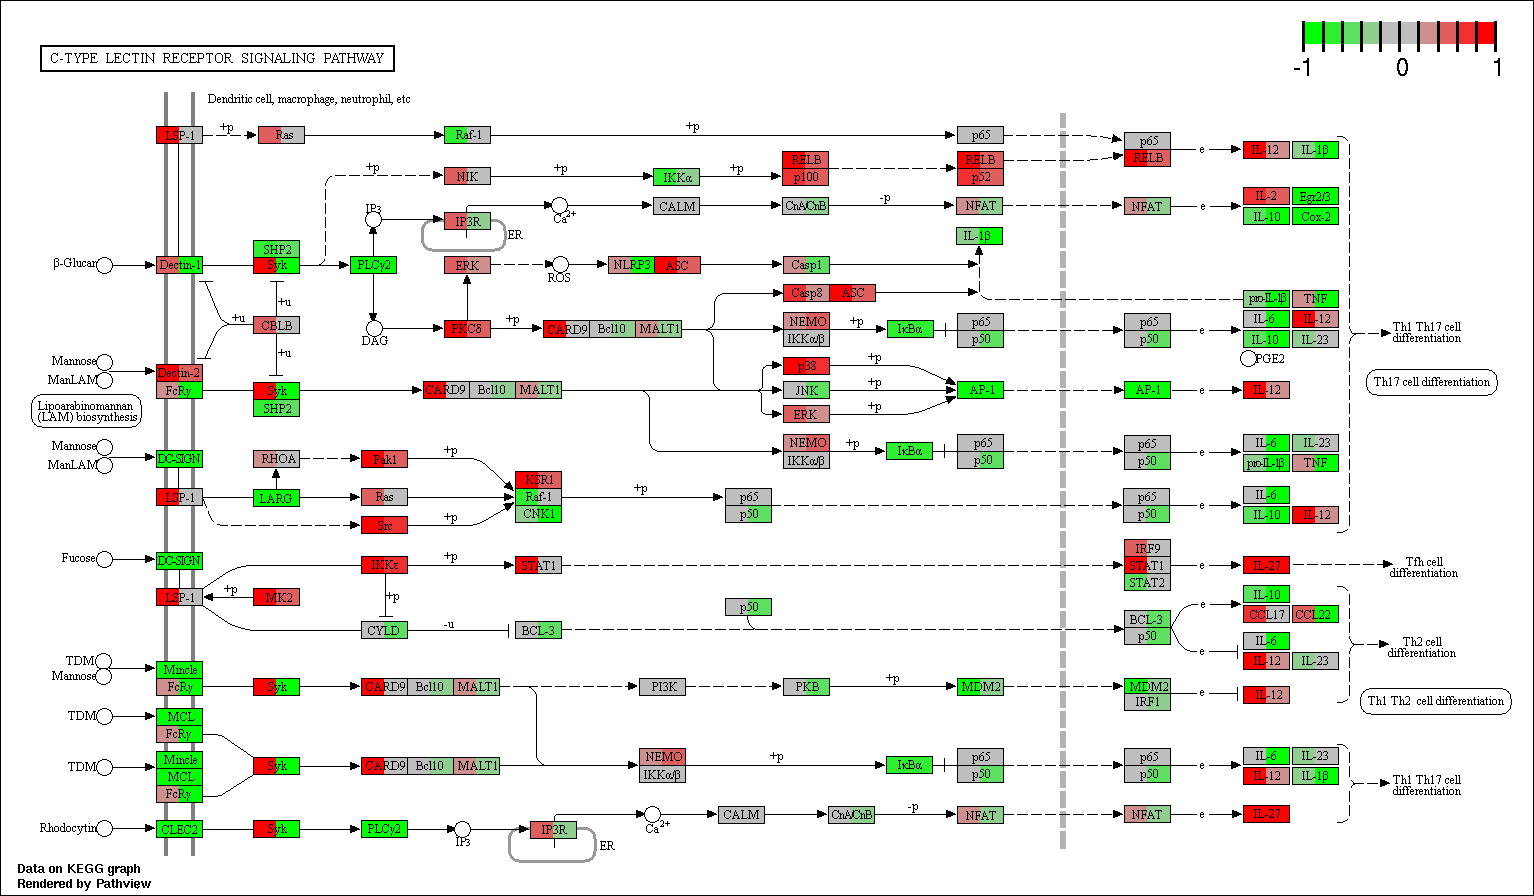 C-TYPE LECTIN RECEPTOR SIGNALING PATHWAY
-1 0 1
Dendritic cell, macrophage, neutrophil, etc
LSP-1 +p Ras Raf-1 +p p65 p65 IL-12 IL-1β
RELB RELB RELB e
+p NIK +p IKKα +p p100 p52
IL-2 Egr2/3
IP3 CALM CnA/CnB -p NFAT NFAT e
Ca2+ IL-10 Cox-2
IP3R
ER IL-1β
SHP2
β-Glucan Dectin-1 Syk PLCγ2 ERK ROS NLRP3 ASC Casp1
Casp8 ASC pro-IL-1β TNF
+u
+u CBLB DAG PKCδ +p CARD9 Bcl10 MALT1 NEMO +p IκBα p65 p65 e IL-6 IL-12
IKKα/β p50 p50 IL-10 IL-23
Th1 Th17 cell
differentiation
+u
PGE2
Mannose
ManLAM Dectin-2 p38 +p
FcRγ Syk CARD9 Bcl10 MALT1 JNK +p AP-1 AP-1 e IL-12
Th17 cell differentiation
SHP2 ERK +p
Lipoarabinomannan
(LAM) biosynthesis
Mannose
ManLAM DC-SIGN RHOA Pak1 +p NEMO +p IκBα p65 p65 e IL-6 IL-23
IKKα/β p50 p50 pro-IL-1β TNF
KSR1
LSP-1 LARG Ras Raf-1 +p p65 p65 e IL-6
CNK1 p50 p50 IL-10 IL-12
Src +p
Fucose DC-SIGN IKKε +p STAT1 IRF9
STAT1 e IL-27
STAT2
Tfh cell
differentiation
LSP-1 +p MK2 +p p50 e IL-10
CCL17 CCL22
CYLD -u BCL-3 BCL-3
p50 e IL-6
IL-12 IL-23
Th2 cell
differentiation
TDM
Mannose Mincle
FcRγ Syk CARD9 Bcl10 MALT1 PI3K PKB +p MDM2 MDM2 e IL-12
IRF1
Th1 Th2 cell differentiation
TDM MCL
FcRγ
TDM Mincle
MCL
FcRγ Syk CARD9 Bcl10 MALT1 NEMO +p IκBα p65 p65 e IL-6 IL-23
IKKα/β p50 p50 IL-12 IL-1β
Th1 Th17 cell
differentiation
Rhodocytin CLEC2 Syk PLCγ2 IP3 IP3R Ca2+ CALM CnA/CnB -p NFAT NFAT e IL-27
ER
Data on KEGG graph
Rendered by Pathview